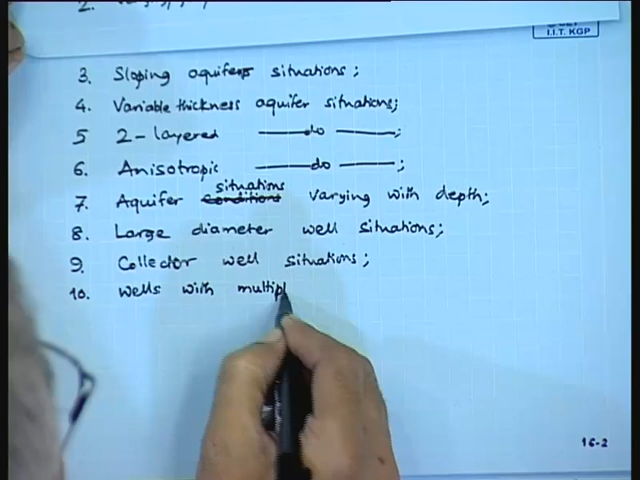 2.
I.I.T. KGP
3. Sloping aquifers situations;
4. Variable thickness aquifer situations;
5 2-layered ——do——;
6. Anisotropic ——do——;
situations
7. Aquifer conditions varying with depth;
8. Large diameter well situations;
9. Collector well situations;
10. Wells with multipl
16-2